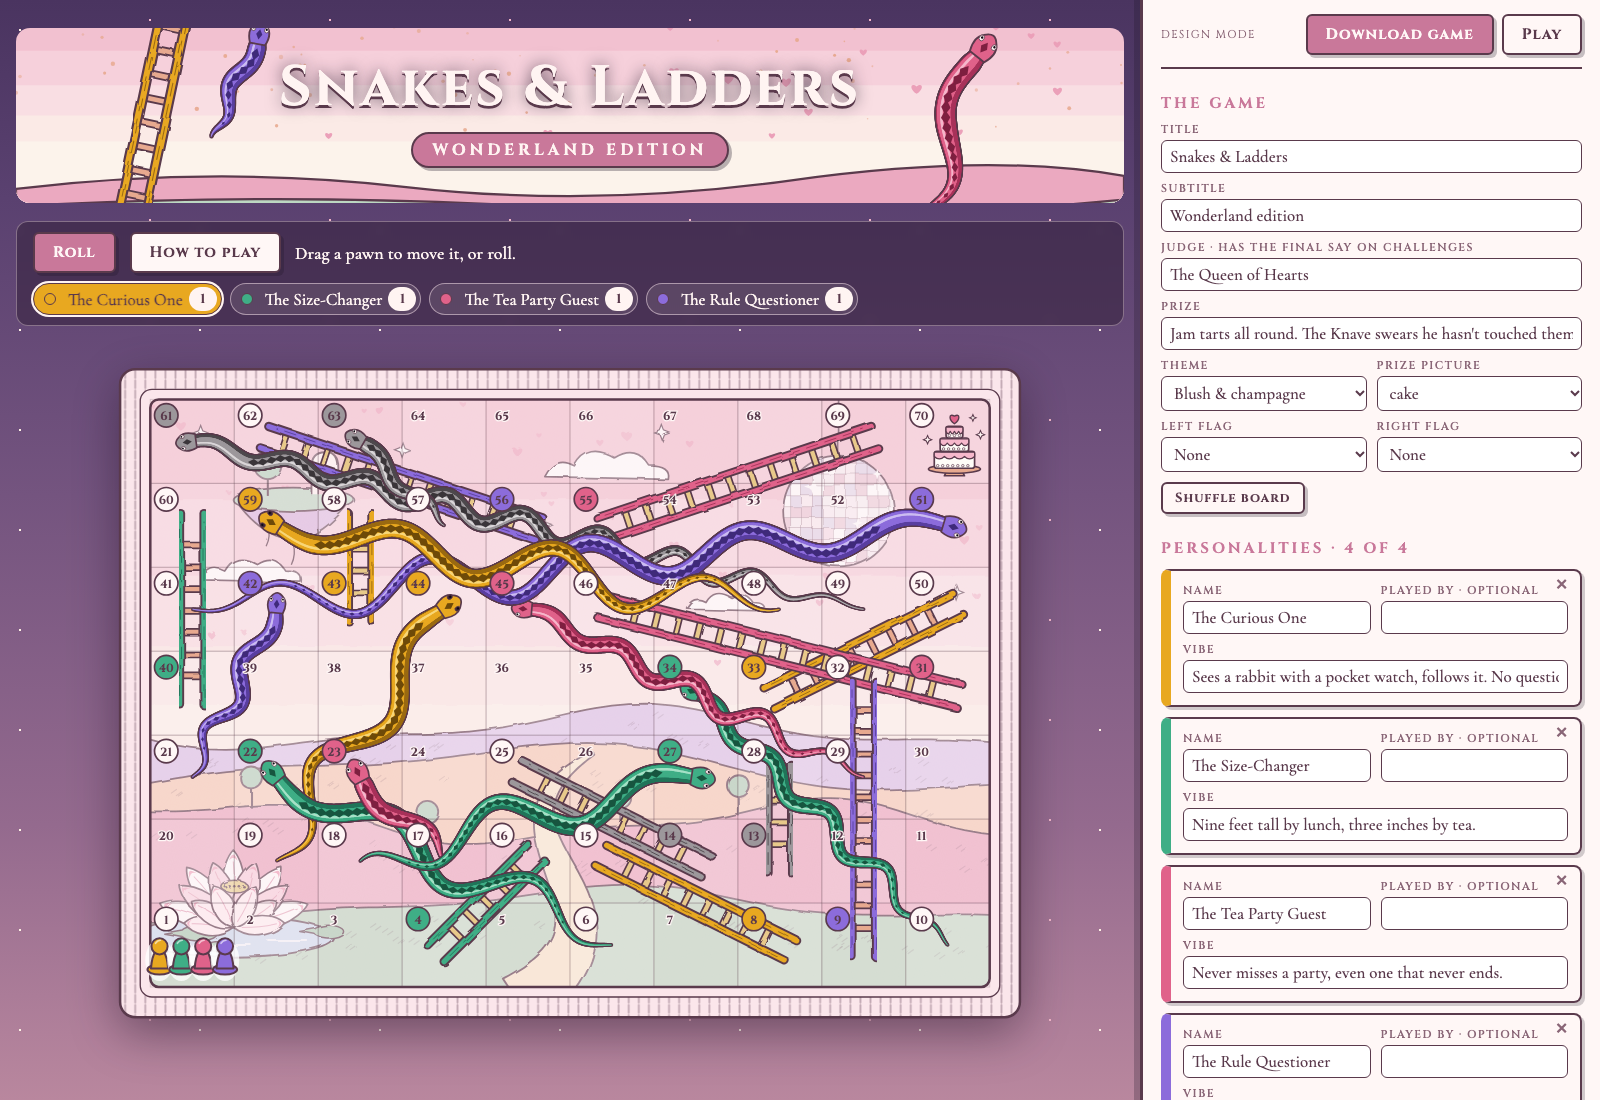 Snakes & Ladders
Wonderland Edition
Roll
How to play
Drag a pawn to move it, or roll.
The Curious One 1
The Size-Changer 1
The Tea Party Guest 1
The Rule Questioner 1
61 62 63 64 65 66 67 68 69 70
60 59 58 57 56 55 54 53 52 51
41 42 43 44 45 46 47 48 49 50
40 39 38 37 36 35 34 33 32 31
21 22 23 24 25 26 27 28 29 30
20 19 18 17 16 15 14 13 12 11
1 2 3 4 5 6 7 8 9 10
DESIGN MODE
Download game
Play
THE GAME
TITLE
Snakes & Ladders
SUBTITLE
Wonderland edition
JUDGE · HAS THE FINAL SAY ON CHALLENGES
The Queen of Hearts
PRIZE
Jam tarts all round. The Knave swears he hasn't touched them
THEME
PRIZE PICTURE
Blush & champagne
cake
LEFT FLAG
RIGHT FLAG
None
None
Shuffle board
PERSONALITIES · 4 OF 4
NAME
PLAYED BY · OPTIONAL
The Curious One
VIBE
Sees a rabbit with a pocket watch, follows it. No
NAME
PLAYED BY · OPTIONAL
The Size-Changer
VIBE
Nine feet tall by lunch, three inches by tea.
NAME
PLAYED BY · OPTIONAL
The Tea Party Guest
VIBE
Never misses a party, even one that never ends.
NAME
PLAYED BY · OPTIONAL
The Rule Questioner
VIBE